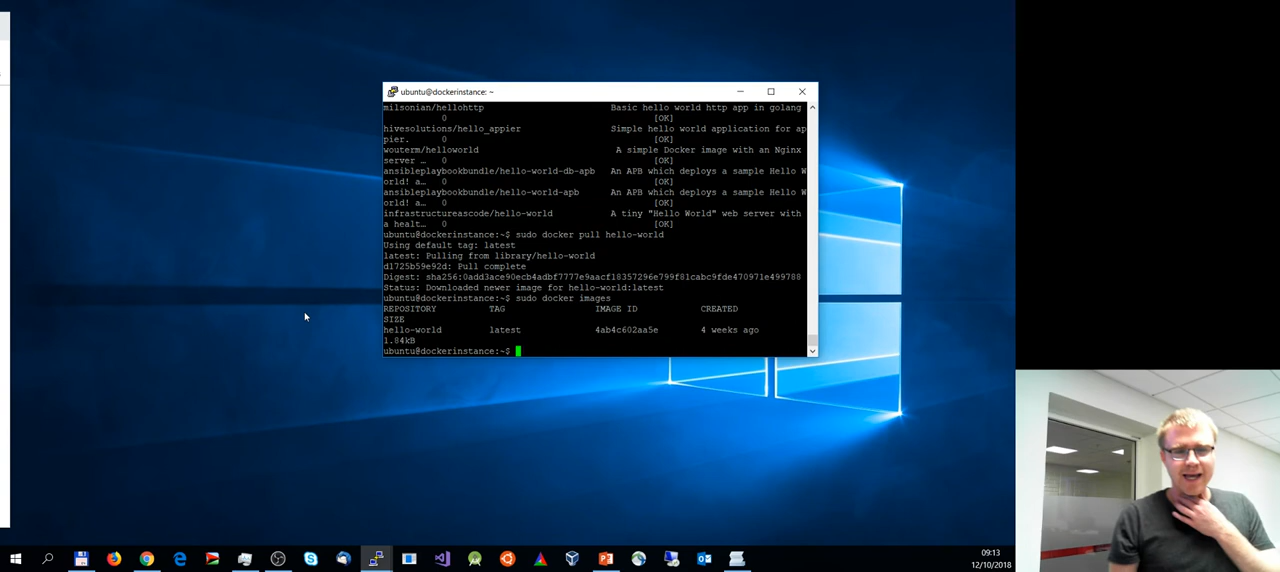 ubuntu@dockerinstance: ~
milsonian/hellohttp Basic hello world http app in golang
0 [OK]
hivesolutions/hello_appier Simple hello world application for ap
pier. 0 [OK]
wouterm/helloworld A simple Docker image with an Nginx
server … 0 [OK]
ansibleplaybookbundle/hello-world-db-apb An APB which deploys a sample Hello W
orld! a… 0 [OK]
ansibleplaybookbundle/hello-world-apb An APB which deploys a sample Hello W
orld! a… 0 [OK]
infrastructureascode/hello-world A tiny "Hello World" web server with
a healt… 0 [OK]
ubuntu@dockerinstance:~$ sudo docker pull hello-world
Using default tag: latest
latest: Pulling from library/hello-world
d1725b59e92d: Pull complete
Digest: sha256:0add3ace90ecb4adbf7777e9aacf18357296e799f81cabc9fde470971e499788
Status: Downloaded newer image for hello-world:latest
ubuntu@dockerinstance:~$ sudo docker images
REPOSITORY TAG IMAGE ID CREATED
SIZE
hello-world latest 4ab4c602aa5e 4 weeks ago
1.84kB
ubuntu@dockerinstance:~$
09:13
12/10/2018